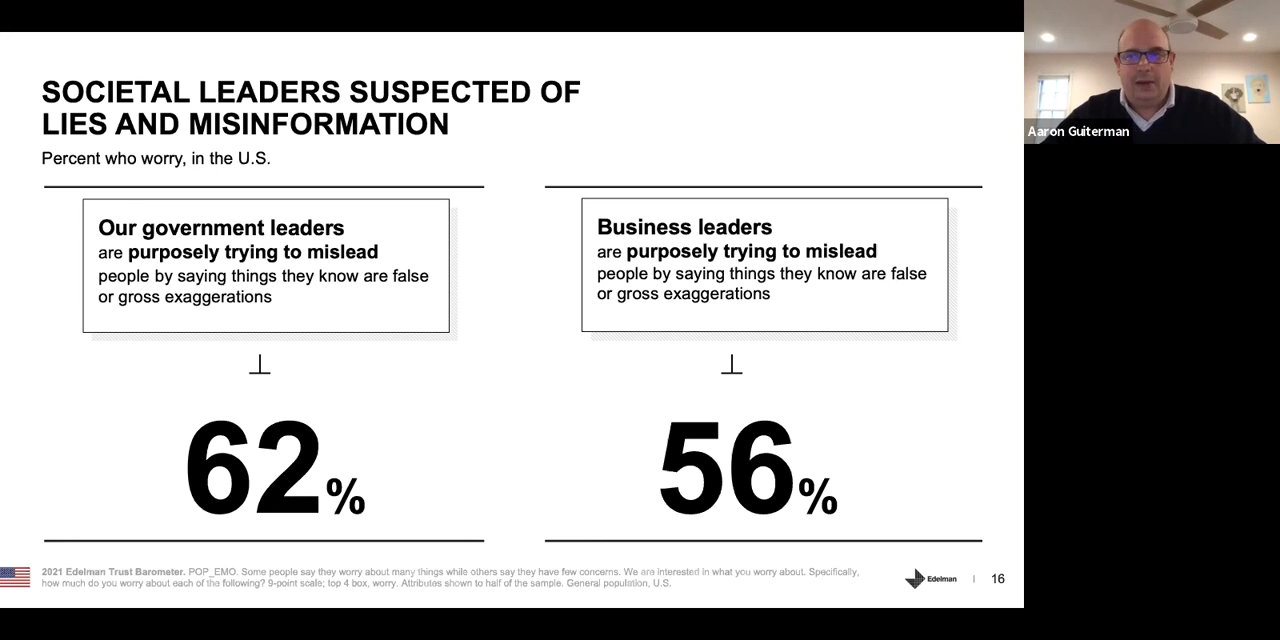 SOCIETAL LEADERS SUSPECTED OF
LIES AND MISINFORMATION
Percent who worry, in the U.S.
Our government leaders
are purposely trying to mislead
people by saying things they know are false
or gross exaggerations
62%
Business leaders
are purposely trying to mislead
people by saying things they know are false
or gross exaggerations
56%
2021 Edelman Trust Barometer. POP_EMO. Some people say they worry about many things while others say they have few concerns. We are interested in what you worry about. Specifically,
how much do you worry about each of the following? 9-point scale; top 4 box, worry. Attributes shown to half of the sample. General population, U.S.
Edelman | 16
Aaron Guiterman